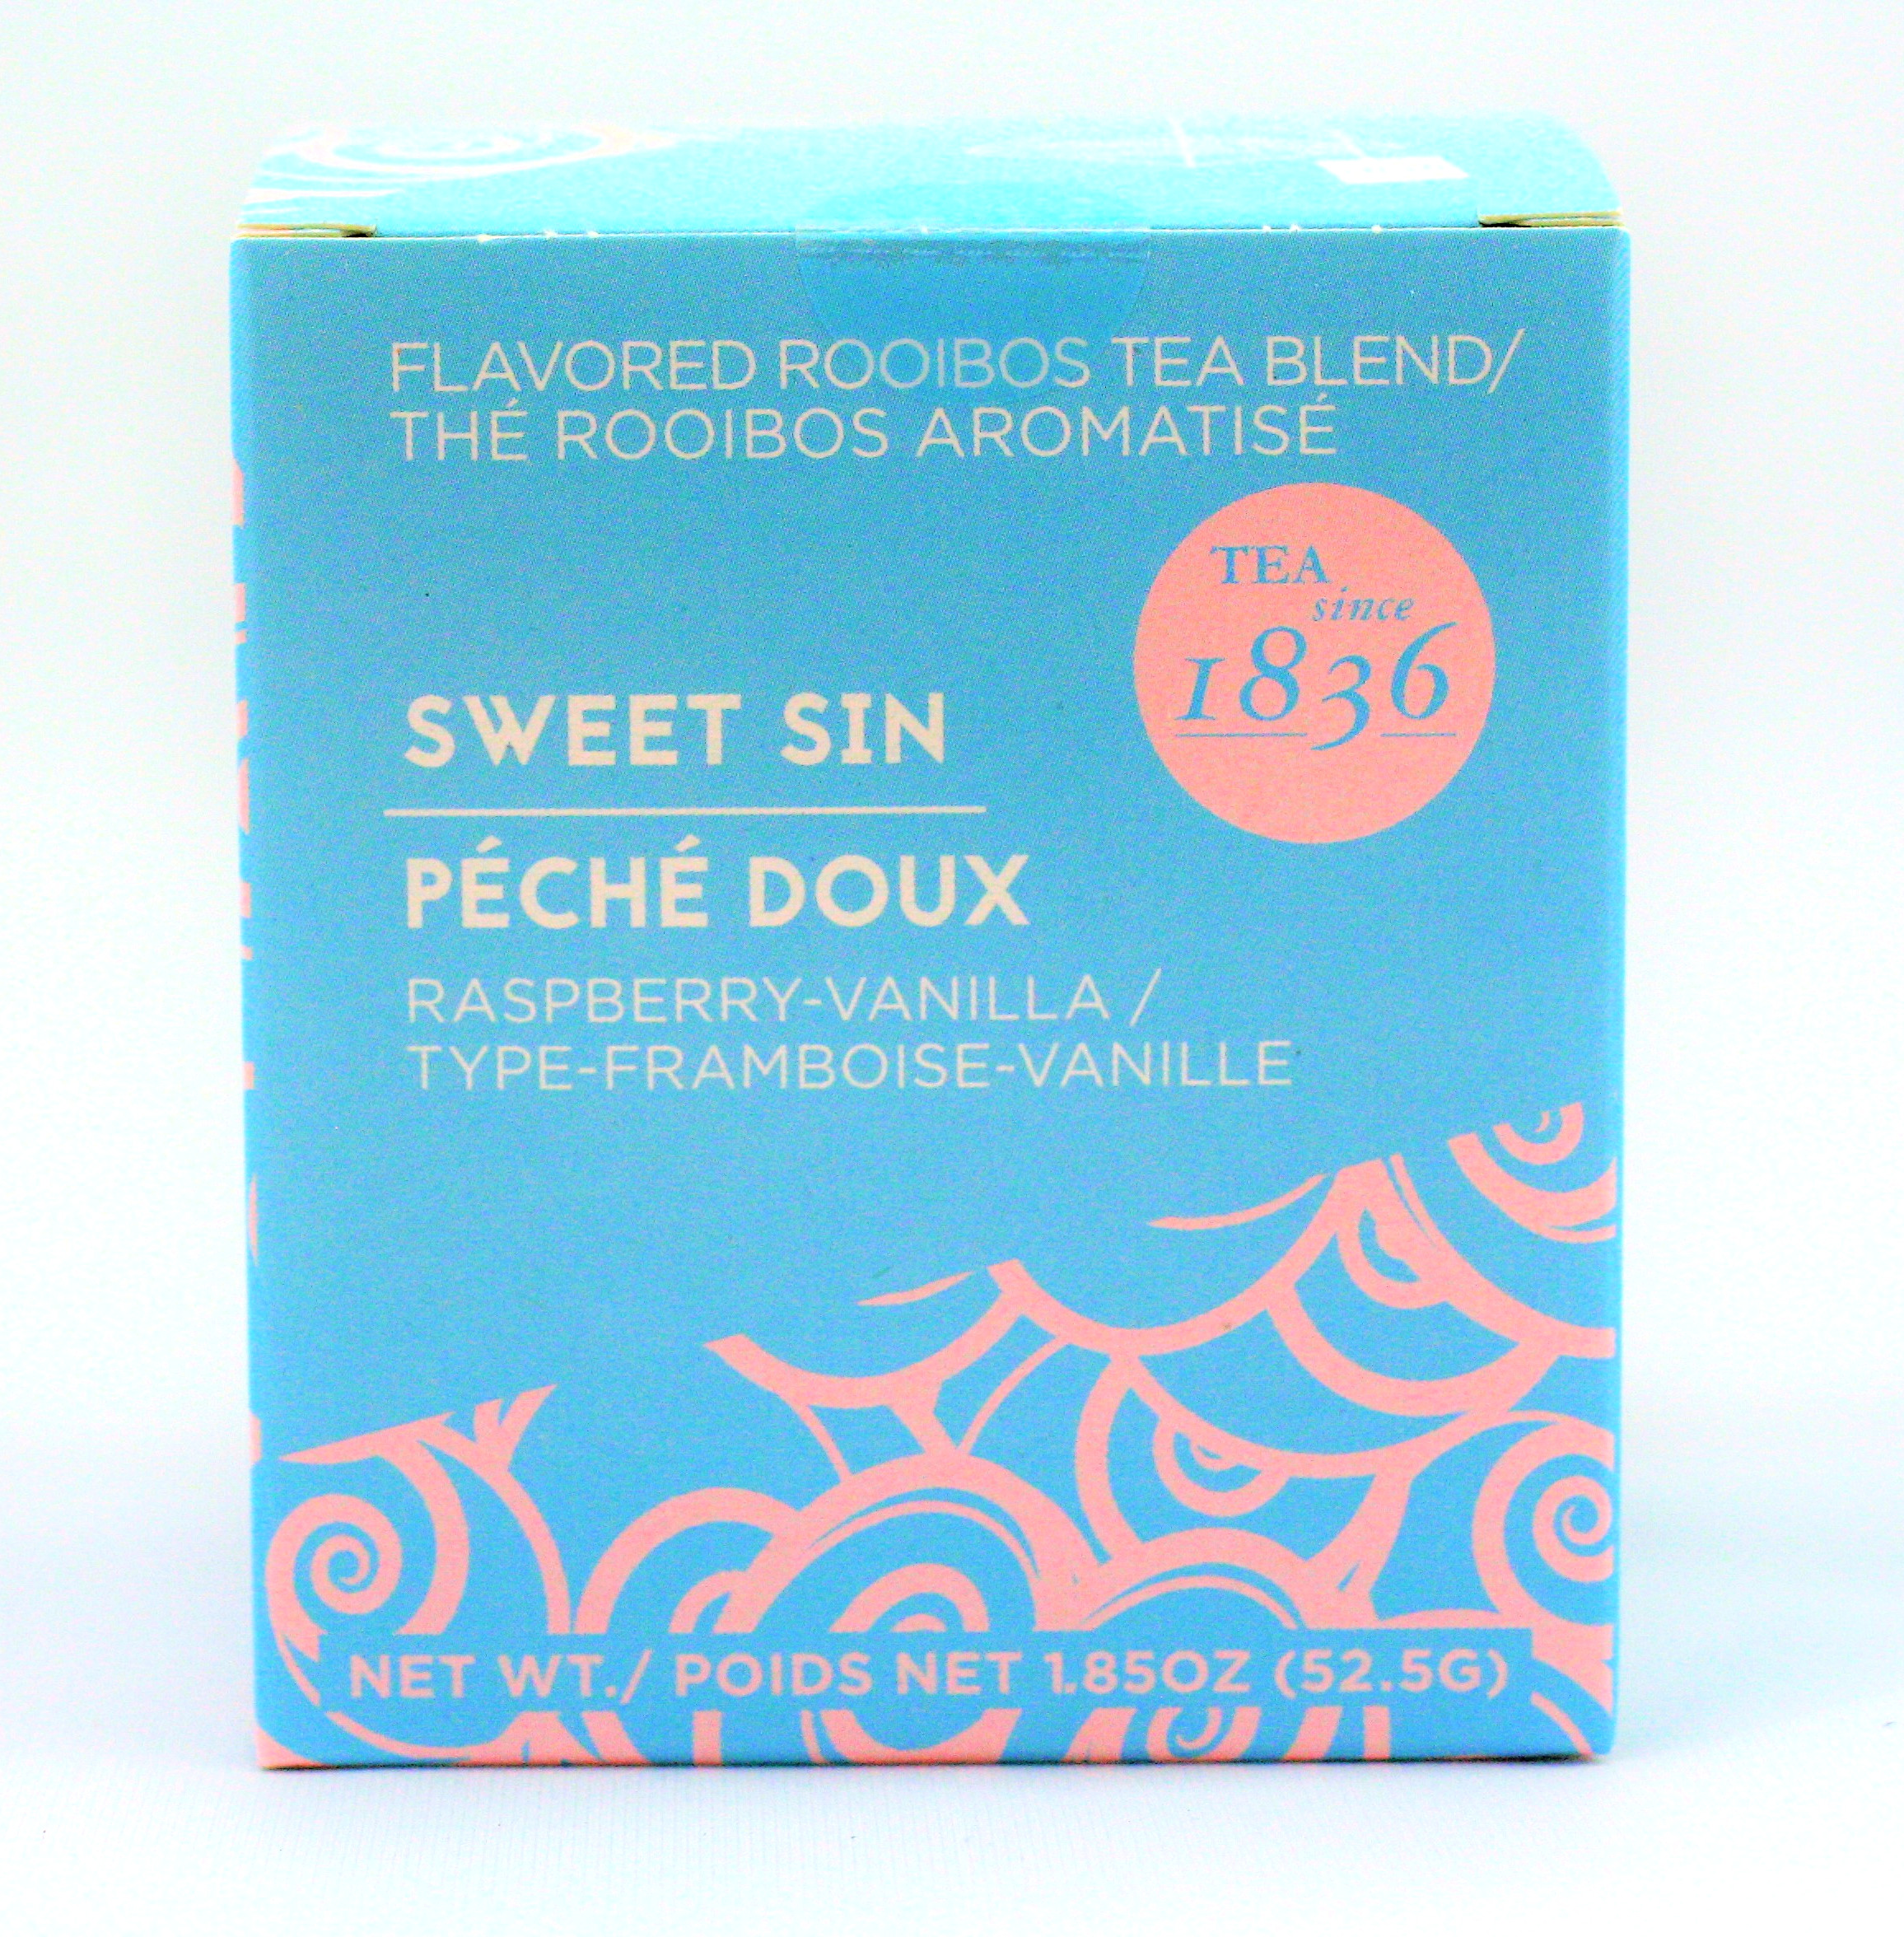 FLAVORED ROOIBOS TEA BLEND/
THÉ ROOIBOS AROMATISÉ
TEA
since
1836
SWEET SIN
PÉCHÉ DOUX
RASPBERRY-VANILLA /
TYPE-FRAMBOISE-VANILLE
NET WT./ POIDS NET 1.85OZ (52.5G)